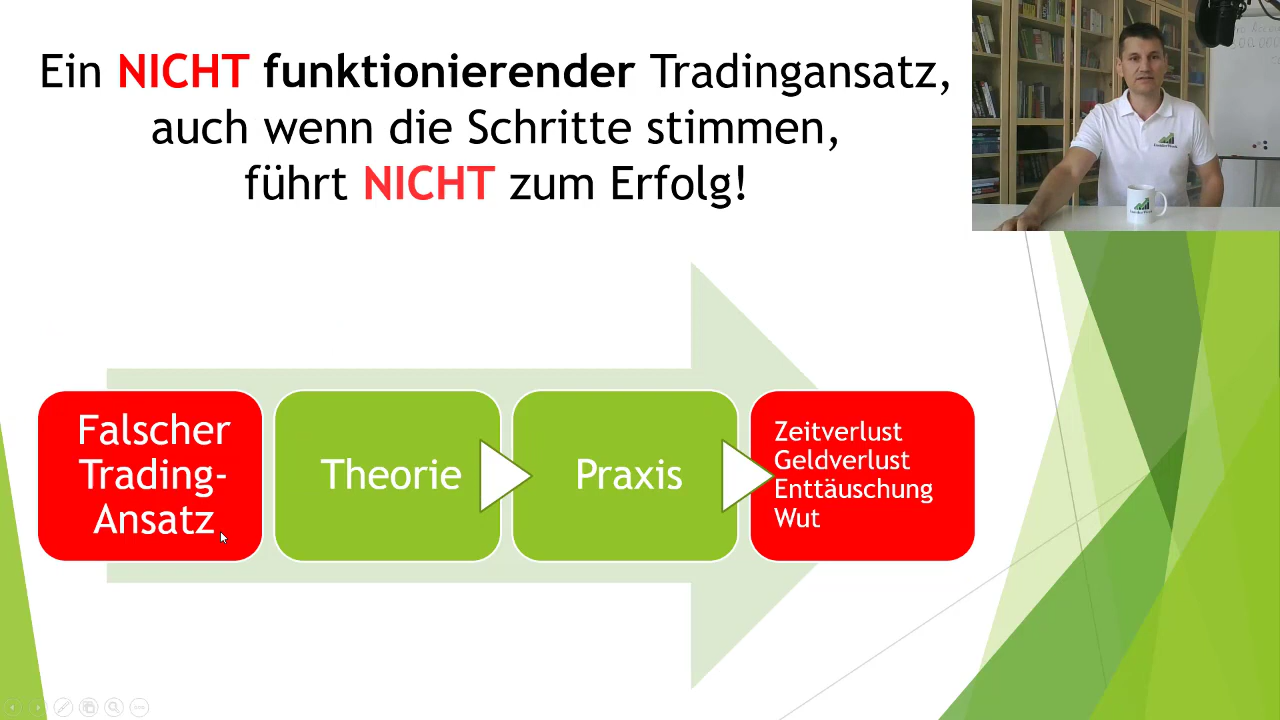 Ein NICHT funktionierender Tradingansatz,
auch wenn die Schritte stimmen,
führt NICHT zum Erfolg!
Falscher
Trading-
Ansatz
Theorie
Praxis
Zeitverlust
Geldverlust
Enttäuschung
Wut